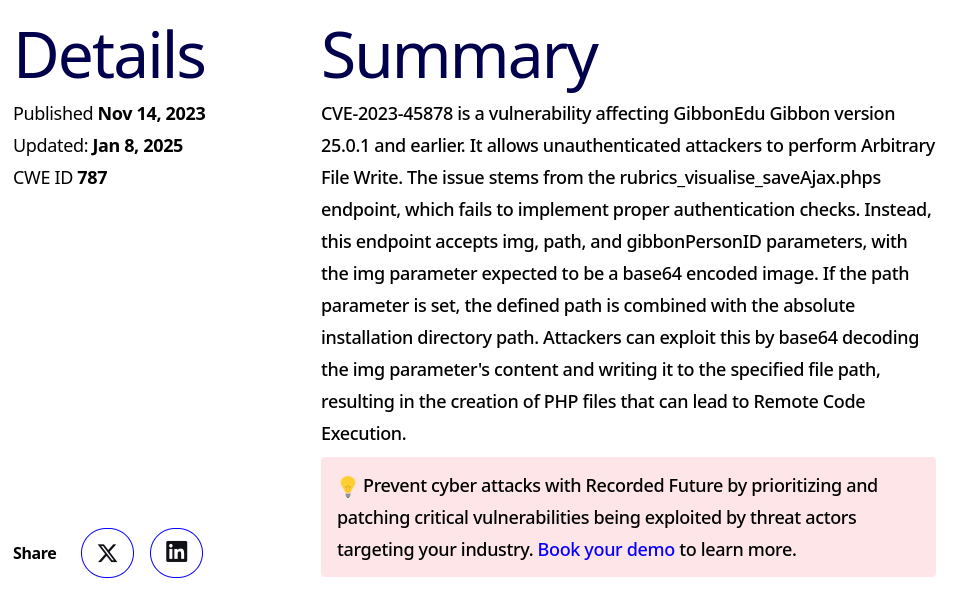 Details
Published Nov 14, 2023
Updated: Jan 8, 2025
CWE ID 787
Share
Summary
CVE-2023-45878 is a vulnerability affecting GibbonEdu Gibbon version
25.0.1 and earlier. It allows unauthenticated attackers to perform Arbitrary
File Write. The issue stems from the rubrics_visualise_saveAjax.phps
endpoint, which fails to implement proper authentication checks. Instead,
this endpoint accepts img, path, and gibbonPersonID parameters, with
the img parameter expected to be a base64 encoded image. If the path
parameter is set, the defined path is combined with the absolute
installation directory path. Attackers can exploit this by base64 decoding
the img parameter's content and writing it to the specified file path,
resulting in the creation of PHP files that can lead to Remote Code
Execution.
💡 Prevent cyber attacks with Recorded Future by prioritizing and
patching critical vulnerabilities being exploited by threat actors
targeting your industry. Book your demo to learn more.